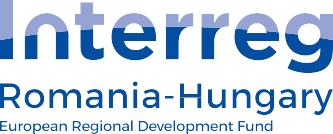 Interreg
Romania-Hungary
European Regional Development Fund